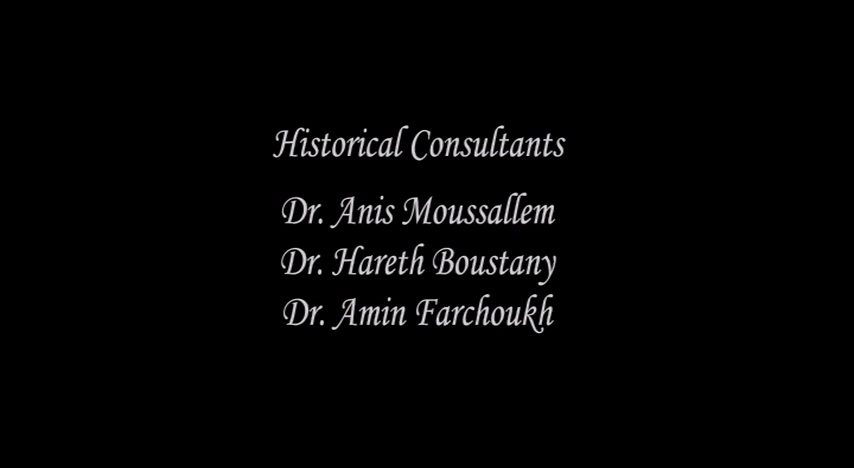 Historical Consultants
Dr. Anis Moussallem
Dr. Hareth Boustany
Dr. Amin Farchoukh